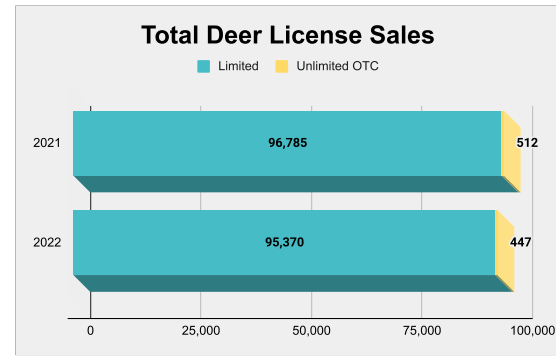 Total Deer License Sales
Limited Unlimited OTC
2021 96,785 512
2022 95,370 447
0 25,000 50,000 75,000 100,000